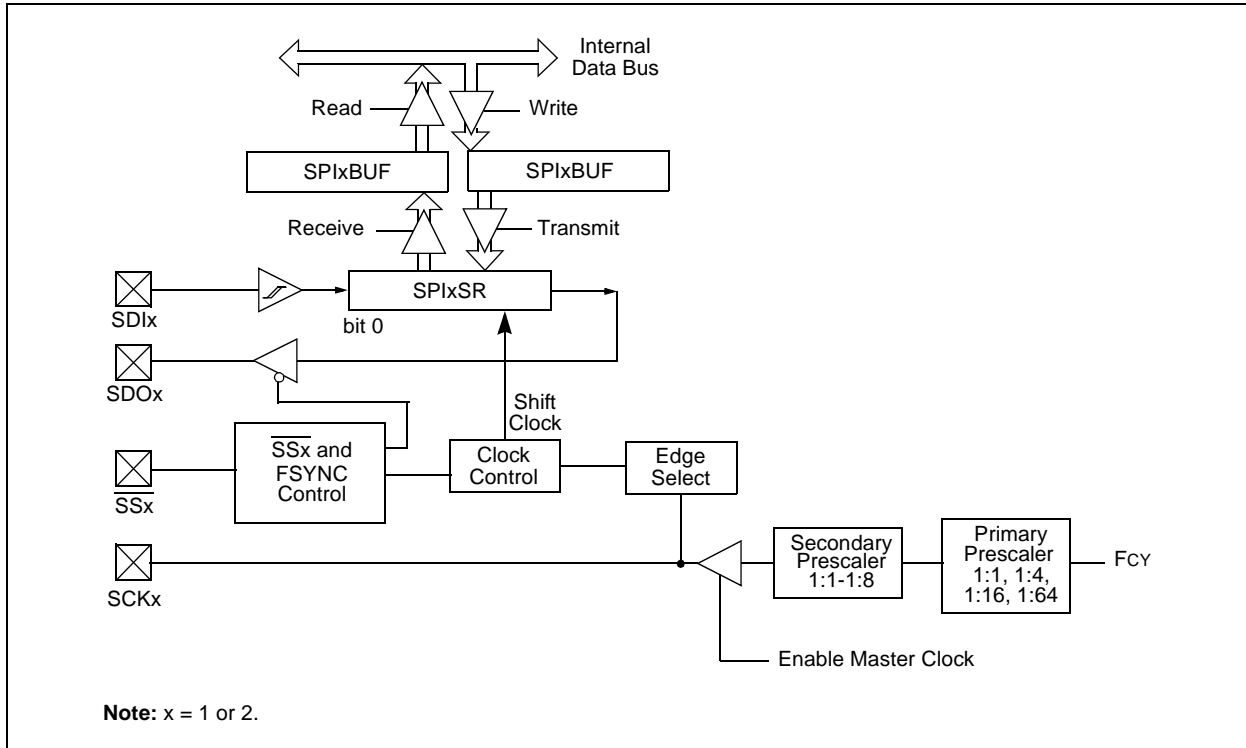 Internal
Data Bus
Read
Write
SPIxBUF
SPIxBUF
Receive
Transmit
SDIx
SPIxSR
bit 0
SDOx
Shift
Clock
SSx
SSx and
FSYNC
Control
Clock
Control
Edge
Select
SCKx
Secondary
Prescaler
1:1-1:8
Primary
Prescaler
1:1, 1:4,
1:16, 1:64
FCY
Enable Master Clock
Note: x = 1 or 2.